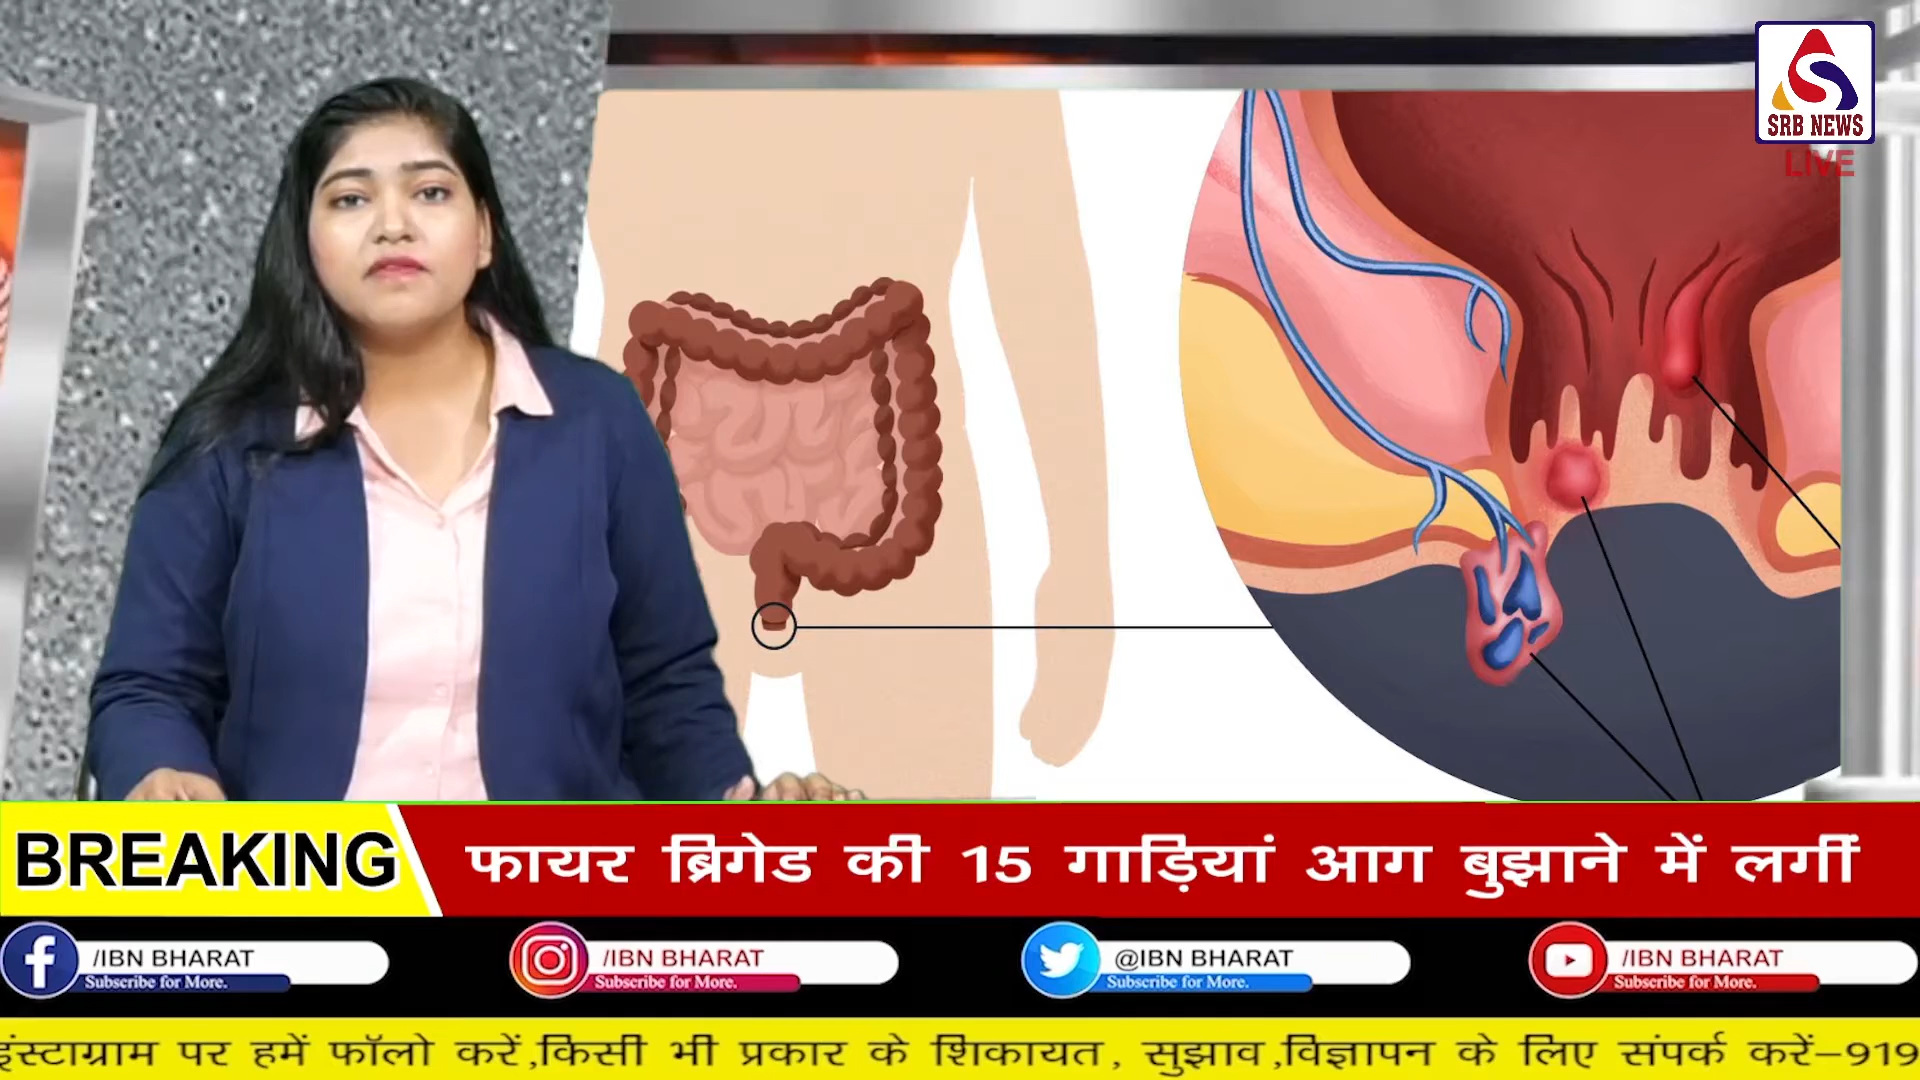 SRB NEWS
LIVE
BREAKING
फायर ब्रिगेड की 15 गाड़ियां आग बुझाने में लगीं
/IBN BHARAT
Subscribe for More.
/IBN BHARAT
Subscribe for More.
@IBN BHARAT
Subscribe for More.
/IBN BHARAT
Subscribe for More.
इंस्टाग्राम पर हमें फॉलो करें,किसी भी प्रकार के शिकायत, सुझाव,विज्ञापन के लिए संपर्क करें–919